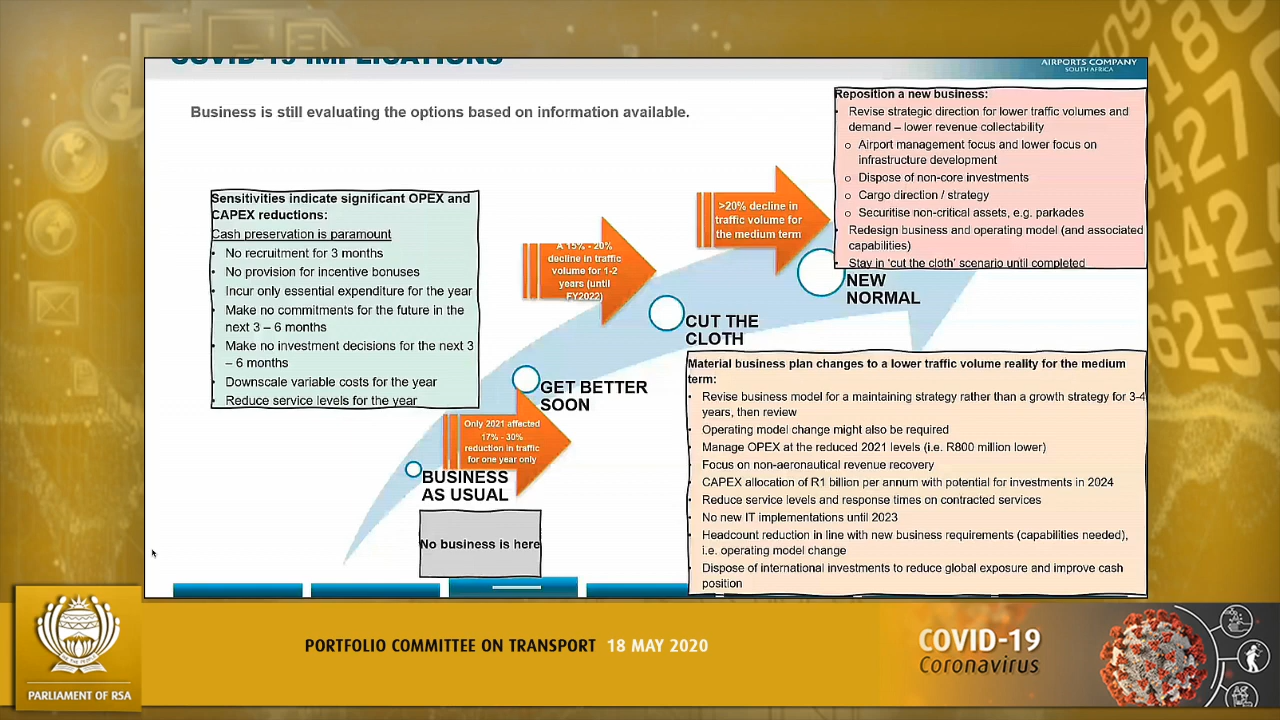 COVID-19 IMPLICATIONS
AIRPORTS COMPANY
SOUTH AFRICA
Business is still evaluating the options based on information available.
Reposition a new business:
• Revise strategic direction for lower traffic volumes and
demand – lower revenue collectability
o Airport management focus and lower focus on
infrastructure development
o Dispose of non-core investments
o Cargo direction / strategy
o Securitise non-critical assets, e.g. parkades
• Redesign business and operating model (and associated
capabilities)
• Stay in 'cut the cloth' scenario until completed
Sensitivities indicate significant OPEX and
CAPEX reductions:
Cash preservation is paramount
• No recruitment for 3 months
• No provision for incentive bonuses
• Incur only essential expenditure for the year
• Make no commitments for the future in the
next 3 – 6 months
• Make no investment decisions for the next 3
– 6 months
• Downscale variable costs for the year
• Reduce service levels for the year
>20% decline in
traffic volume for
the medium term
A 15% - 20%
decline in traffic
volume for 1-2
years (until
FY2022)
NEW
NORMAL
CUT THE
CLOTH
GET BETTER
SOON
Only 2021 affected
17% - 30%
reduction in traffic
for one year only
BUSINESS
AS USUAL
No business is here
Material business plan changes to a lower traffic volume reality for the medium
term:
• Revise business model for a maintaining strategy rather than a growth strategy for 3-4
years, then review
• Operating model change might also be required
• Manage OPEX at the reduced 2021 levels (i.e. R800 million lower)
• Focus on non-aeronautical revenue recovery
• CAPEX allocation of R1 billion per annum with potential for investments in 2024
• Reduce service levels and response times on contracted services
• No new IT implementations until 2023
• Headcount reduction in line with new business requirements (capabilities needed),
i.e. operating model change
• Dispose of international investments to reduce global exposure and improve cash
position
PARLIAMENT OF RSA
PORTFOLIO COMMITTEE ON TRANSPORT 18 MAY 2020
COVID-19
Coronavirus